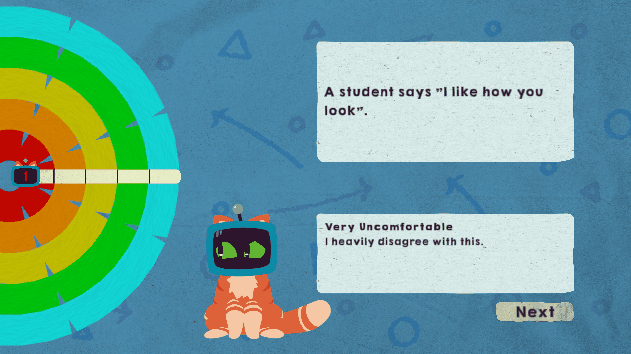 A student says "I like how you
look".
Very Uncomfortable
I heavily disagree with this.
Next